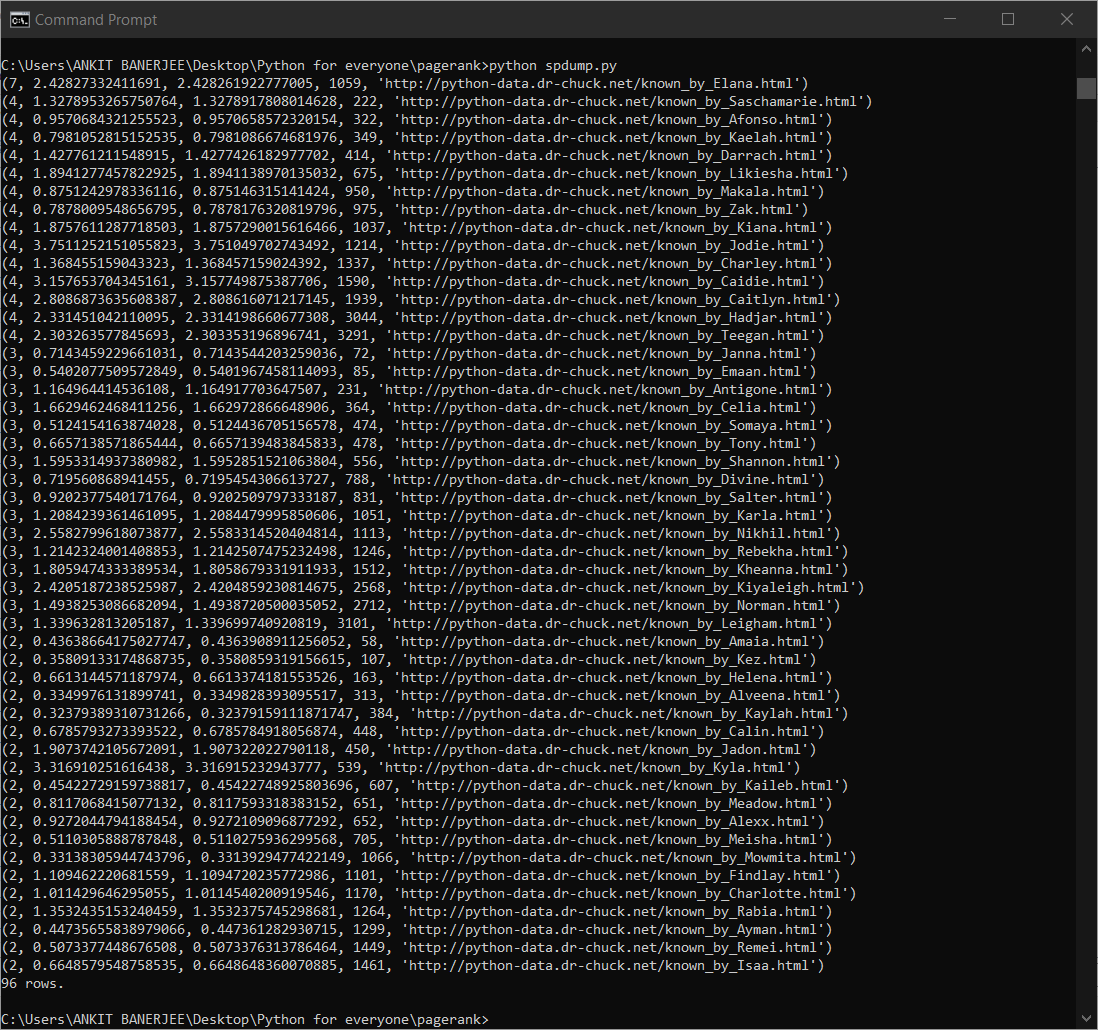 Command Prompt
C:\Users\ANKIT BANERJEE\Desktop\Python for everyone\pagerank>python spdump.py
(7, 2.42827332411691, 2.428261922777005, 1059, 'http://python-data.dr-chuck.net/known_by_Elana.html')
(4, 1.3278953265750764, 1.3278917808014628, 222, 'http://python-data.dr-chuck.net/known_by_Saschamarie.html')
(4, 0.9570684321255523, 0.9570658572320154, 322, 'http://python-data.dr-chuck.net/known_by_Afonso.html')
(4, 0.7981052815152535, 0.7981086674681976, 349, 'http://python-data.dr-chuck.net/known_by_Kaelah.html')
(4, 1.427761211548915, 1.4277426182977702, 414, 'http://python-data.dr-chuck.net/known_by_Darrach.html')
(4, 1.8941277457822925, 1.8941138970135032, 675, 'http://python-data.dr-chuck.net/known_by_Likiesha.html')
(4, 0.8751242978336116, 0.875146315141424, 950, 'http://python-data.dr-chuck.net/known_by_Makala.html')
(4, 0.7878009548656795, 0.7878176320819796, 975, 'http://python-data.dr-chuck.net/known_by_Zak.html')
(4, 1.8757611287718503, 1.8757290015616466, 1037, 'http://python-data.dr-chuck.net/known_by_Kiana.html')
(4, 3.7511252151055823, 3.751049702743492, 1214, 'http://python-data.dr-chuck.net/known_by_Jodie.html')
(4, 1.368455159043323, 1.368457159024392, 1337, 'http://python-data.dr-chuck.net/known_by_Charley.html')
(4, 3.157653704345161, 3.157749875387706, 1590, 'http://python-data.dr-chuck.net/known_by_Caidie.html')
(4, 2.8086873635608387, 2.808616071217145, 1939, 'http://python-data.dr-chuck.net/known_by_Caitlyn.html')
(4, 2.331451042110095, 2.3314198660677308, 3044, 'http://python-data.dr-chuck.net/known_by_Hadjar.html')
(4, 2.303263577845693, 2.303353196896741, 3291, 'http://python-data.dr-chuck.net/known_by_Teegan.html')
(3, 0.7143459229661031, 0.7143544203259036, 72, 'http://python-data.dr-chuck.net/known_by_Janna.html')
(3, 0.5402077509572849, 0.5401967458114093, 85, 'http://python-data.dr-chuck.net/known_by_Emaan.html')
(3, 1.164964414536108, 1.164917703647507, 231, 'http://python-data.dr-chuck.net/known_by_Antigone.html')
(3, 1.6629462468411256, 1.662972866648906, 364, 'http://python-data.dr-chuck.net/known_by_Celia.html')
(3, 0.5124154163874028, 0.5124436705156578, 474, 'http://python-data.dr-chuck.net/known_by_Somaya.html')
(3, 0.6657138571865444, 0.6657139483845833, 478, 'http://python-data.dr-chuck.net/known_by_Tony.html')
(3, 1.5953314937380982, 1.5952851521063804, 556, 'http://python-data.dr-chuck.net/known_by_Shannon.html')
(3, 0.719560868941455, 0.7195454306613727, 788, 'http://python-data.dr-chuck.net/known_by_Divine.html')
(3, 0.9202377540171764, 0.9202509797333187, 831, 'http://python-data.dr-chuck.net/known_by_Salter.html')
(3, 1.2084239361461095, 1.2084479995850606, 1051, 'http://python-data.dr-chuck.net/known_by_Karla.html')
(3, 2.5582799618073877, 2.5583314520404814, 1113, 'http://python-data.dr-chuck.net/known_by_Nikhil.html')
(3, 1.2142324001408853, 1.2142507475232498, 1246, 'http://python-data.dr-chuck.net/known_by_Rebekha.html')
(3, 1.8059474333389534, 1.8058679331911933, 1512, 'http://python-data.dr-chuck.net/known_by_Kheanna.html')
(3, 2.4205187238525987, 2.4204859230814675, 2568, 'http://python-data.dr-chuck.net/known_by_Kiyaleigh.html')
(3, 1.4938253086682094, 1.4938720500035052, 2712, 'http://python-data.dr-chuck.net/known_by_Norman.html')
(3, 1.339632813205187, 1.339699740920819, 3101, 'http://python-data.dr-chuck.net/known_by_Leigham.html')
(2, 0.43638664175027747, 0.4363908911256052, 58, 'http://python-data.dr-chuck.net/known_by_Amaia.html')
(2, 0.35809133174868735, 0.3580859319156615, 107, 'http://python-data.dr-chuck.net/known_by_Kez.html')
(2, 0.6613144571187974, 0.6613374181553526, 163, 'http://python-data.dr-chuck.net/known_by_Helena.html')
(2, 0.3349976131899741, 0.3349828393095517, 313, 'http://python-data.dr-chuck.net/known_by_Alveena.html')
(2, 0.32379389310731266, 0.32379159111871747, 384, 'http://python-data.dr-chuck.net/known_by_Kaylah.html')
(2, 0.6785793273393522, 0.6785784918056874, 448, 'http://python-data.dr-chuck.net/known_by_Calin.html')
(2, 1.9073742105672091, 1.907322022790118, 450, 'http://python-data.dr-chuck.net/known_by_Jadon.html')
(2, 3.316910251616438, 3.316915232943777, 539, 'http://python-data.dr-chuck.net/known_by_Kyla.html')
(2, 0.45422729159738817, 0.45422748925803696, 607, 'http://python-data.dr-chuck.net/known_by_Kaileb.html')
(2, 0.8117068415077132, 0.8117593318383152, 651, 'http://python-data.dr-chuck.net/known_by_Meadow.html')
(2, 0.9272044794188454, 0.9272109096877292, 652, 'http://python-data.dr-chuck.net/known_by_Alexx.html')
(2, 0.5110305888787848, 0.5110275936299568, 705, 'http://python-data.dr-chuck.net/known_by_Meisha.html')
(2, 0.33138305944743796, 0.3313929477422149, 1066, 'http://python-data.dr-chuck.net/known_by_Mowmita.html')
(2, 1.109462220681559, 1.1094720235772986, 1101, 'http://python-data.dr-chuck.net/known_by_Findlay.html')
(2, 1.011429646295055, 1.0114540200919546, 1170, 'http://python-data.dr-chuck.net/known_by_Charlotte.html')
(2, 1.3532435153240459, 1.3532375745298681, 1264, 'http://python-data.dr-chuck.net/known_by_Rabia.html')
(2, 0.44735655838979066, 0.447361282930715, 1299, 'http://python-data.dr-chuck.net/known_by_Ayman.html')
(2, 0.5073377448676508, 0.5073376313786464, 1449, 'http://python-data.dr-chuck.net/known_by_Remei.html')
(2, 0.6648579548758535, 0.6648648360070885, 1461, 'http://python-data.dr-chuck.net/known_by_Isaa.html')
96 rows.
C:\Users\ANKIT BANERJEE\Desktop\Python for everyone\pagerank>